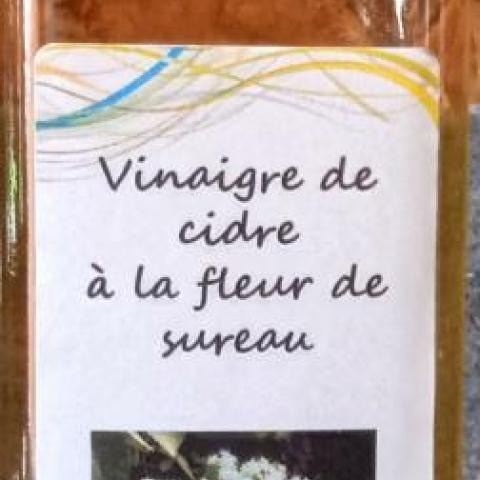 Vinaigre de
cidre
à la fleur de
sureau